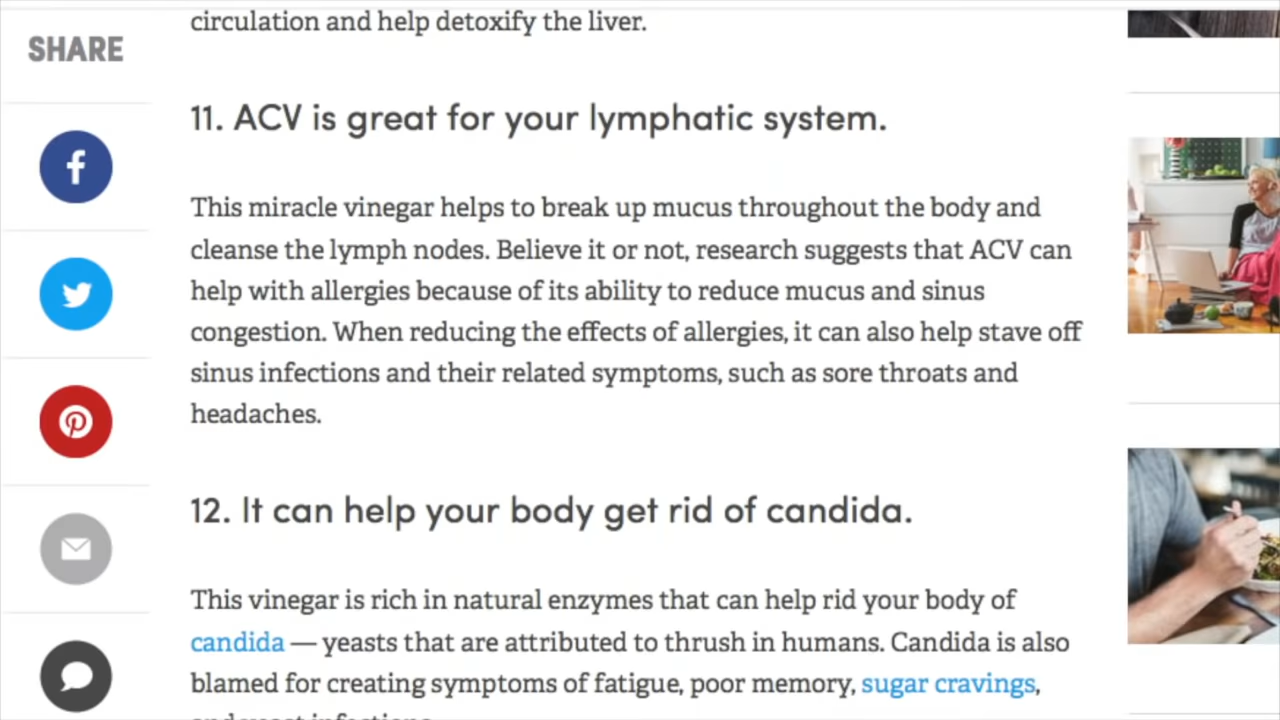 circulation and help detoxify the liver.
SHARE
11. ACV is great for your lymphatic system.
This miracle vinegar helps to break up mucus throughout the body and
cleanse the lymph nodes. Believe it or not, research suggests that ACV can
help with allergies because of its ability to reduce mucus and sinus
congestion. When reducing the effects of allergies, it can also help stave off
sinus infections and their related symptoms, such as sore throats and
headaches.
12. It can help your body get rid of candida.
This vinegar is rich in natural enzymes that can help rid your body of
candida — yeasts that are attributed to thrush in humans. Candida is also
blamed for creating symptoms of fatigue, poor memory, sugar cravings,